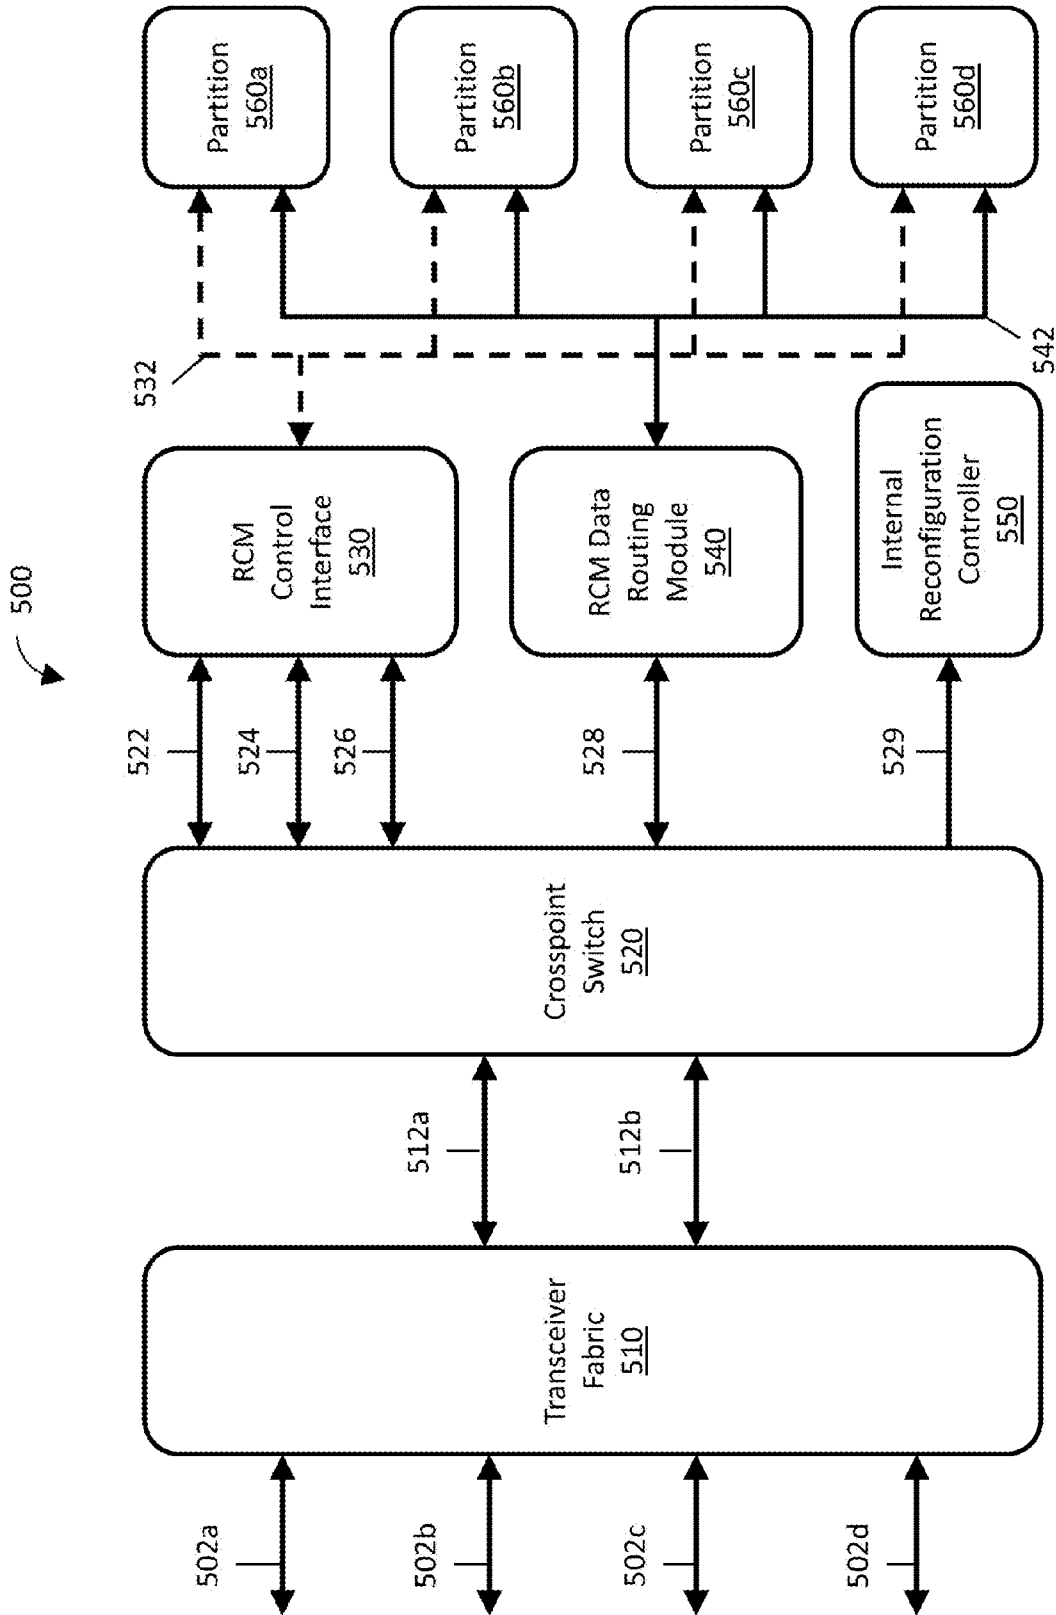 500
502a
502b
502c
502d
Transceiver
Fabric
510
512a
512b
Crosspoint
Switch
520
522
524
526
528
529
RCM
Control
Interface
530
RCM Data
Routing
Module
540
Internal
Reconfiguration
Controller
550
532
542
Partition
560a
Partition
560b
Partition
560c
Partition
560d